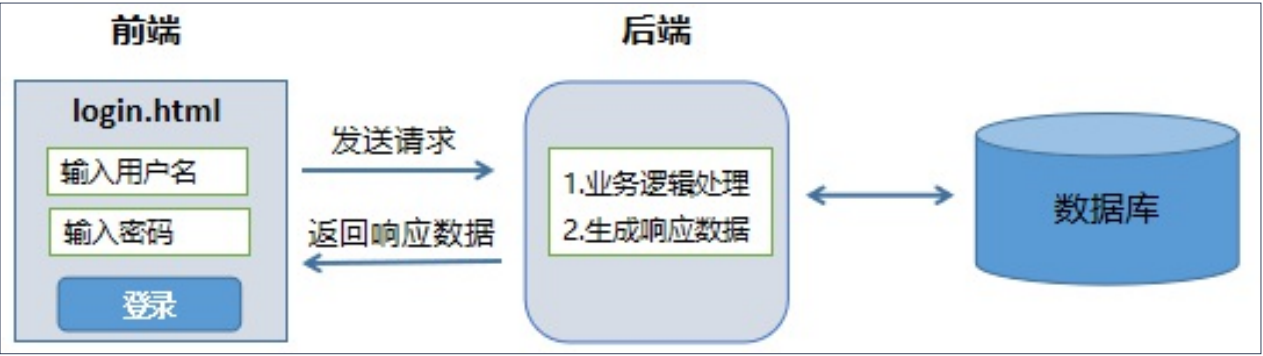 前端
后端
login.html
输入用户名
输入密码
登录
发送请求
返回响应数据
1.业务逻辑处理
2.生成响应数据
数据库